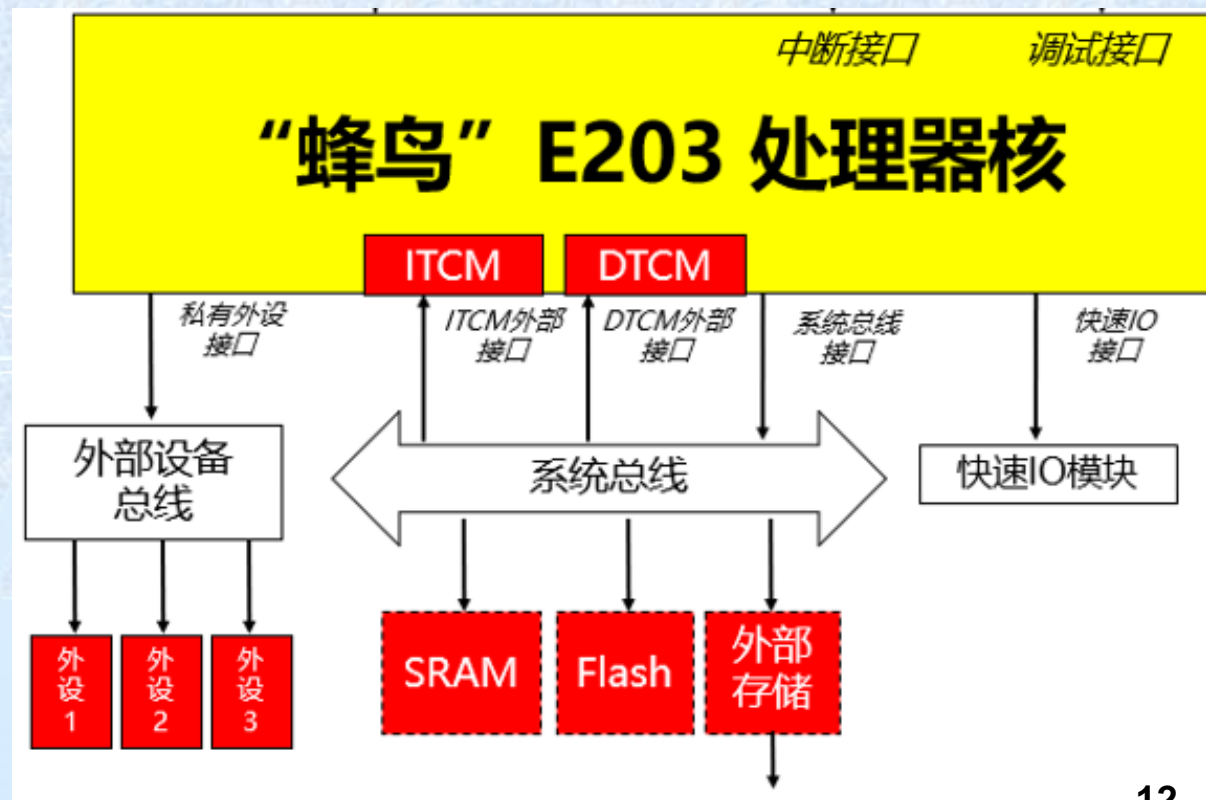 中断接口 调试接口
“蜂鸟”E203 处理器核
ITCM DTCM
私有外设
接口
ITCM外部
接口
DTCM外部
接口
系统总线
接口
快速IO
接口
外部设备
总线
系统总线
快速IO模块
外
设
1
外
设
2
外
设
3
SRAM
Flash
外部
存储
12